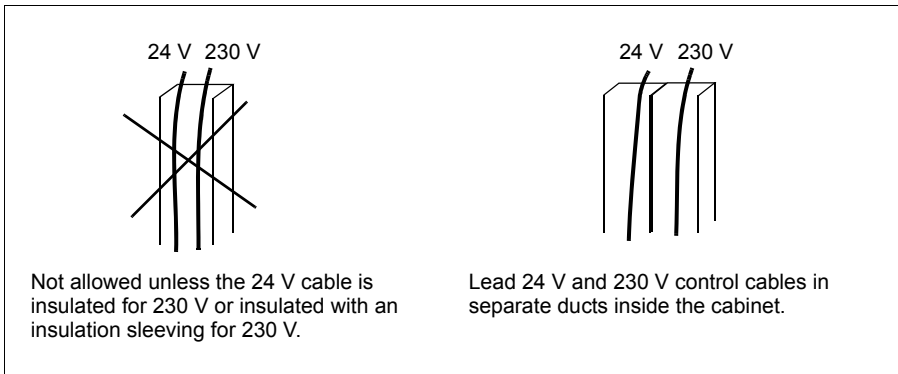 24 V 230 V
Not allowed unless the 24 V cable is
insulated for 230 V or insulated with an
insulation sleeving for 230 V.
24 V 230 V
Lead 24 V and 230 V control cables in
separate ducts inside the cabinet.